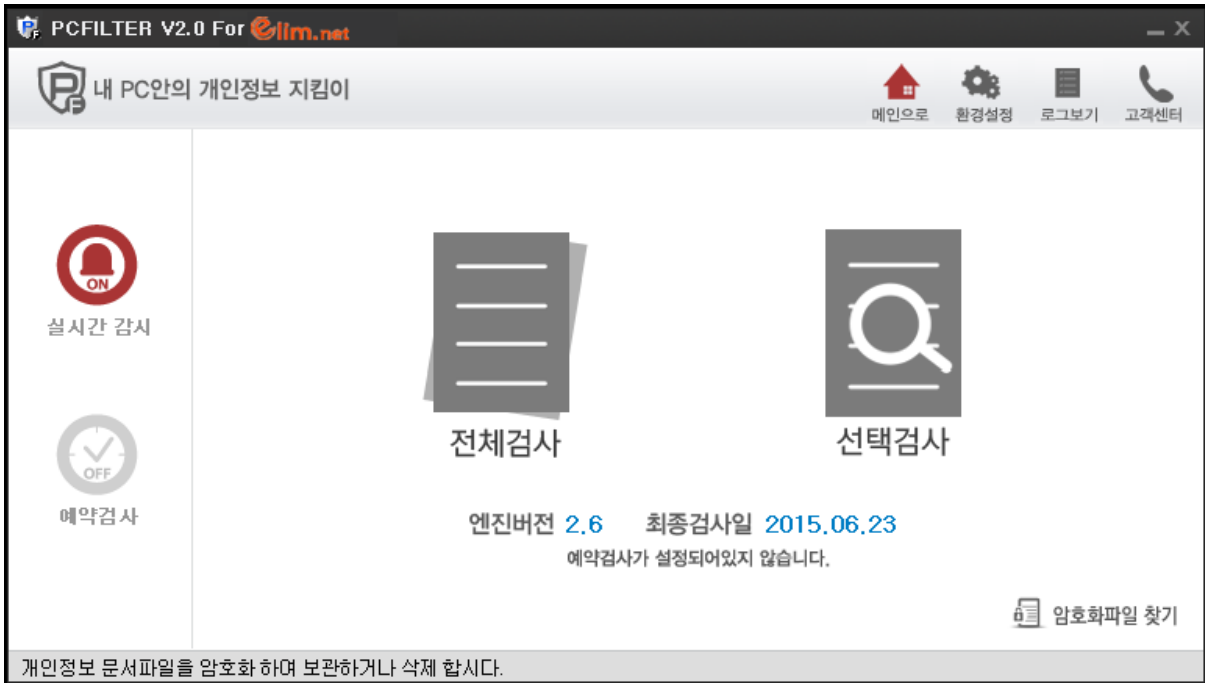 PCFILTER V2.0 For elim.net
내 PC안의 개인정보 지킴이
메인으로 환경설정 로그보기 고객센터
ON
실시간 감시
전체검사 선택검사
OFF
예약검사
엔진버전 2.6 최종검사일 2015.06.23
예약검사가 설정되어있지 않습니다.
암호화파일 찾기
개인정보 문서파일을 암호화 하여 보관하거나 삭제 합시다.